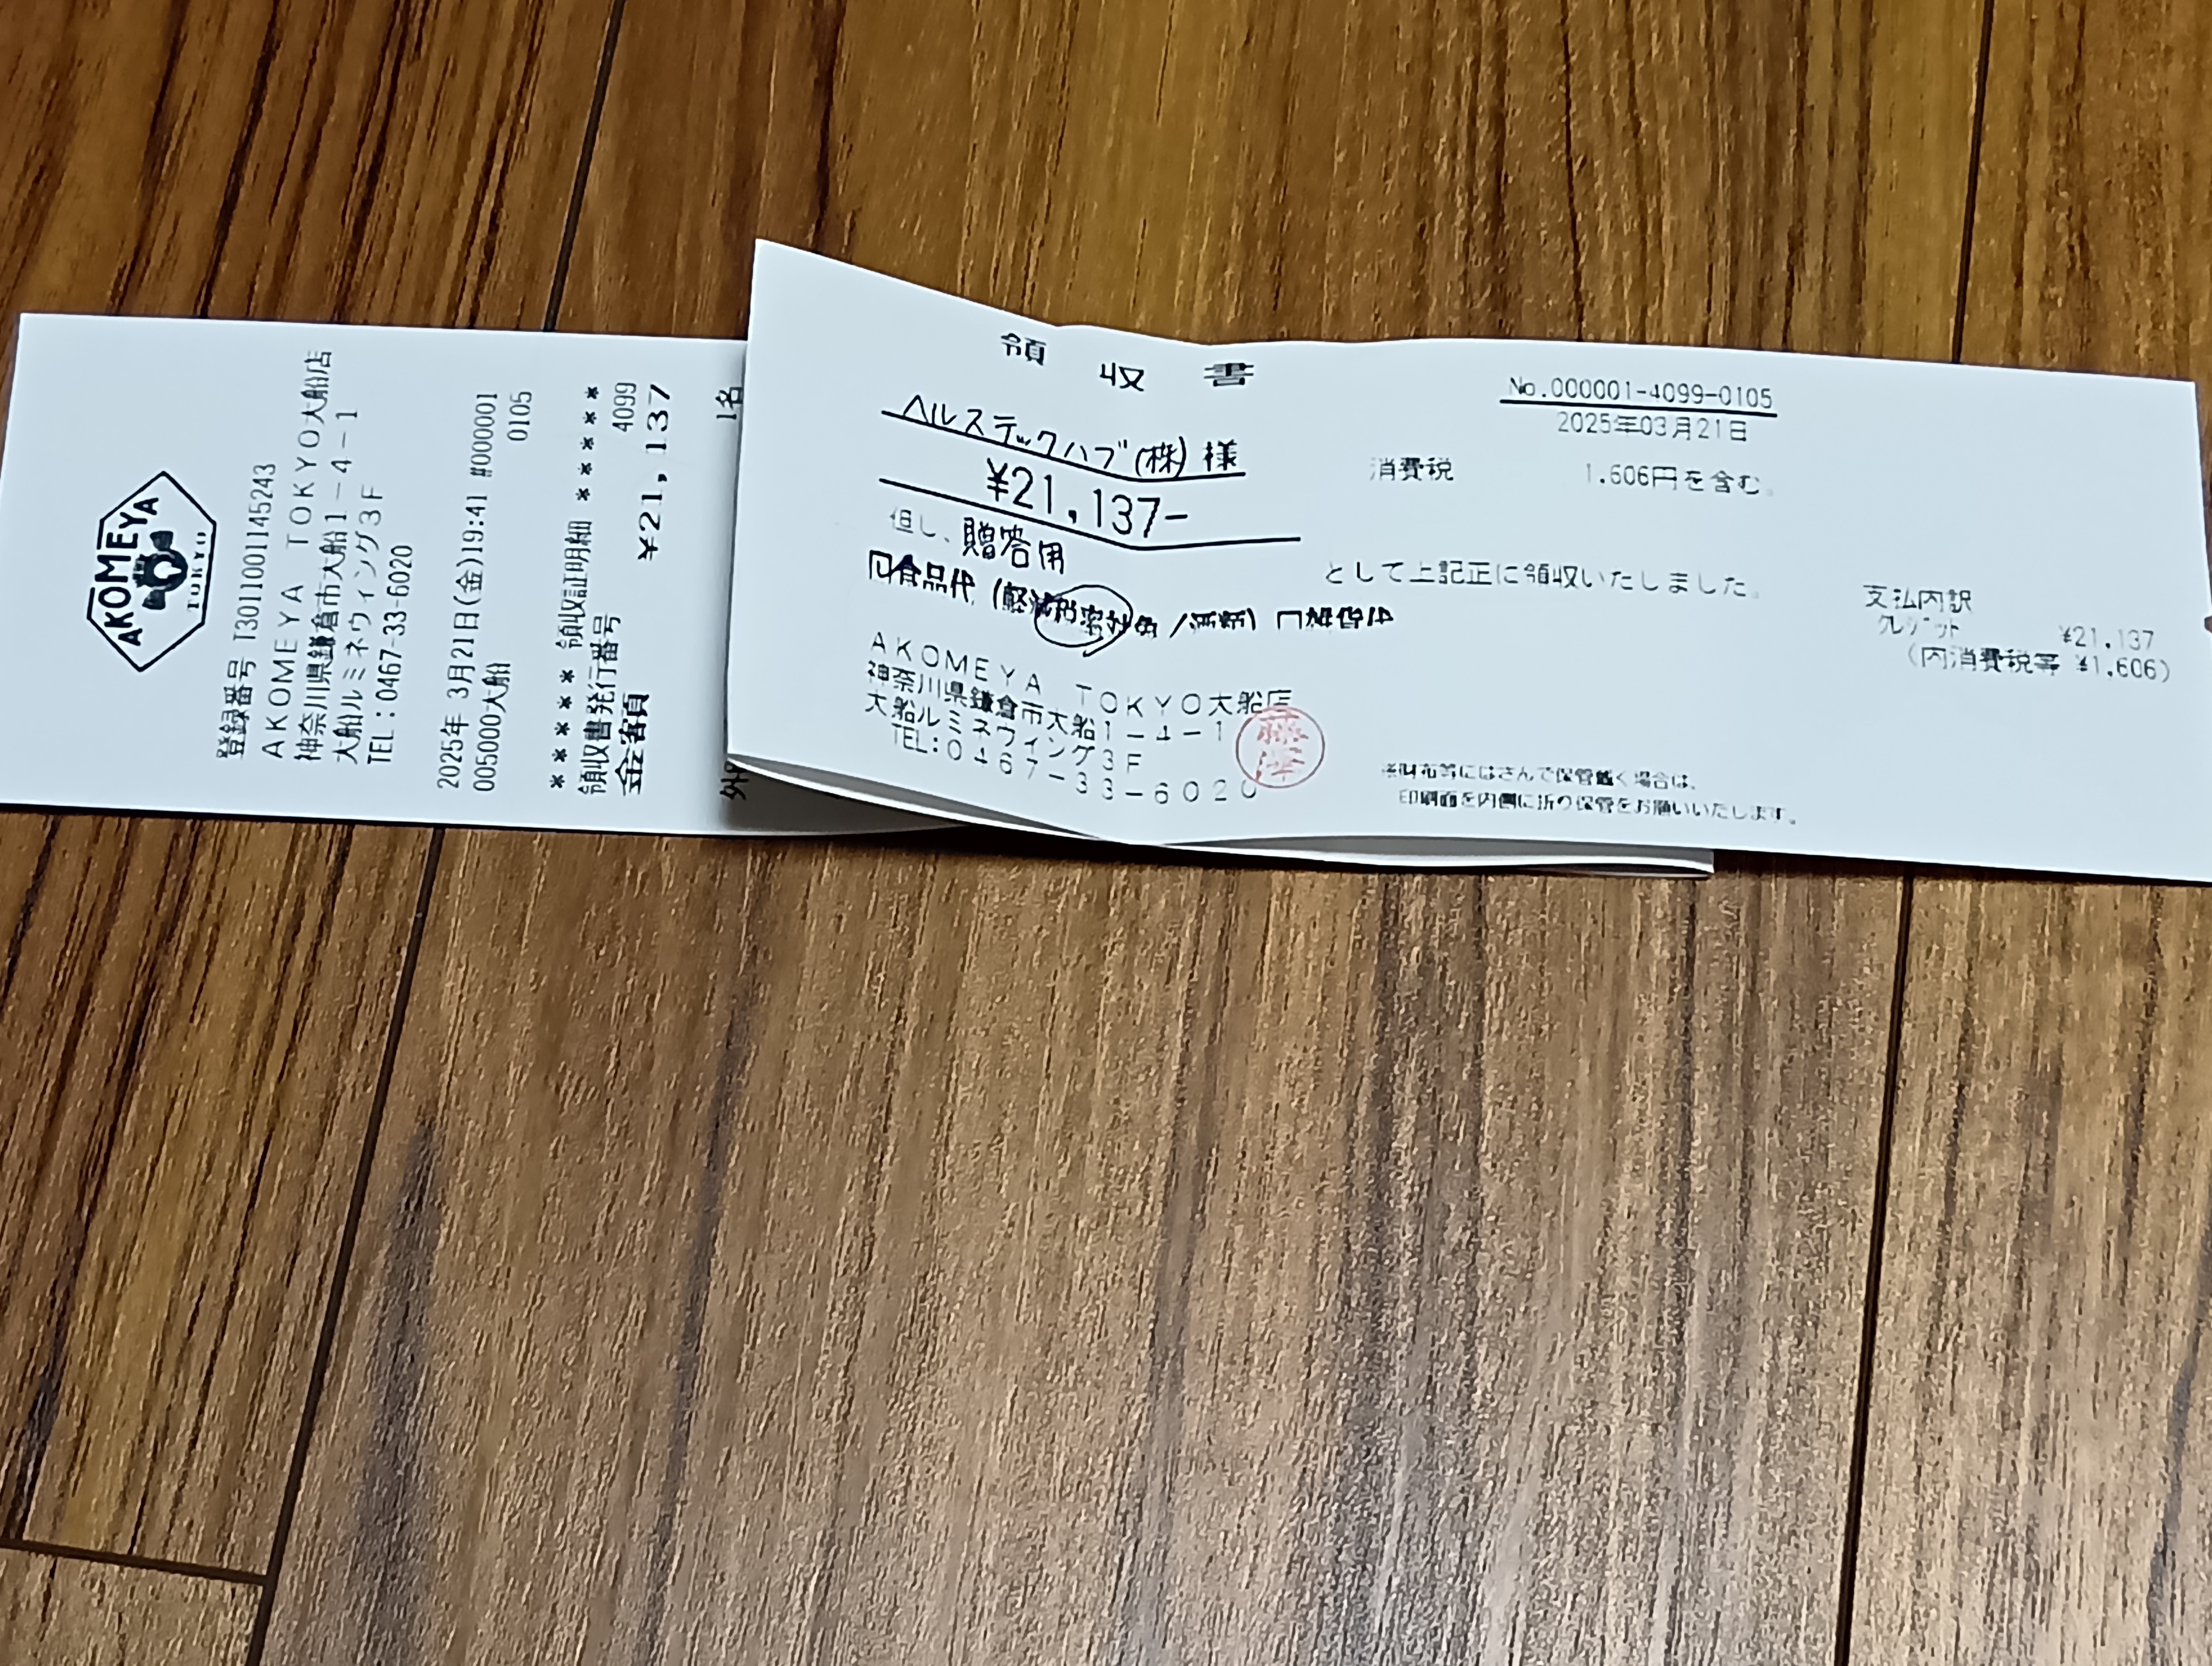 AKOMEYA
TOKYO
登録番号 T3011001145243
AKOMEYA TOKYO大船店
神奈川県鎌倉市大船1-4-1
大船ルミネウィング3F
TEL:0467-33-6020
2025年 3月21日(金)19:41 #000001
005000大船 0105
***** 領収証明細 *****
領収書発行番号 4099
金額 ¥21,137
1名
領収書
ヘルステックハブ(株)様
¥21,137-
但し、贈答用
食品代 (軽減税率対象/酒類) 口雑貨代
として上記正に領収いたしました。
AKOMEYA TOKYO大船店
神奈川県鎌倉市大船1-4-1
大船ルミネウィング3F
TEL:0467-33-6020
No.000001-4099-0105
2025年03月21日
消費税 1,606円を含む。
支払内訳
クレジット ¥21,137
(内消費税等 ¥1,606)
※財布等にはさんで保管戴く場合は、
印刷面を内側に折り保管をお願いいたします。